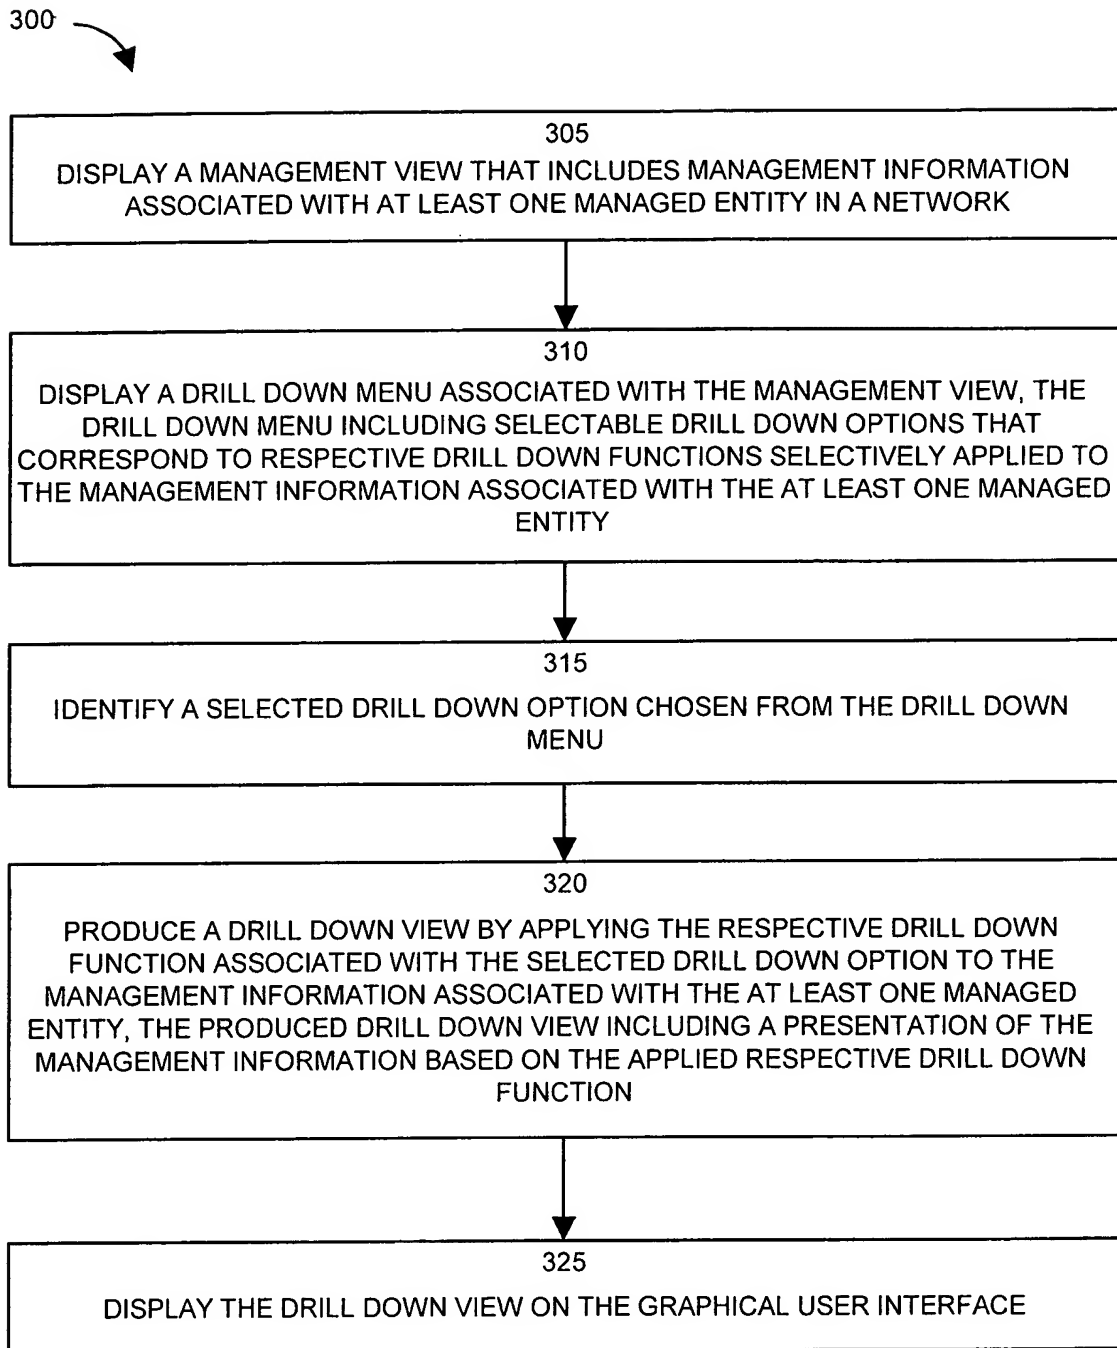 300
305
DISPLAY A MANAGEMENT VIEW THAT INCLUDES MANAGEMENT INFORMATION
ASSOCIATED WITH AT LEAST ONE MANAGED ENTITY IN A NETWORK
310
DISPLAY A DRILL DOWN MENU ASSOCIATED WITH THE MANAGEMENT VIEW, THE
DRILL DOWN MENU INCLUDING SELECTABLE DRILL DOWN OPTIONS THAT
CORRESPOND TO RESPECTIVE DRILL DOWN FUNCTIONS SELECTIVELY APPLIED TO
THE MANAGEMENT INFORMATION ASSOCIATED WITH THE AT LEAST ONE MANAGED
ENTITY
315
IDENTIFY A SELECTED DRILL DOWN OPTION CHOSEN FROM THE DRILL DOWN
MENU
320
PRODUCE A DRILL DOWN VIEW BY APPLYING THE RESPECTIVE DRILL DOWN
FUNCTION ASSOCIATED WITH THE SELECTED DRILL DOWN OPTION TO THE
MANAGEMENT INFORMATION ASSOCIATED WITH THE AT LEAST ONE MANAGED
ENTITY, THE PRODUCED DRILL DOWN VIEW INCLUDING A PRESENTATION OF THE
MANAGEMENT INFORMATION BASED ON THE APPLIED RESPECTIVE DRILL DOWN
FUNCTION
325
DISPLAY THE DRILL DOWN VIEW ON THE GRAPHICAL USER INTERFACE